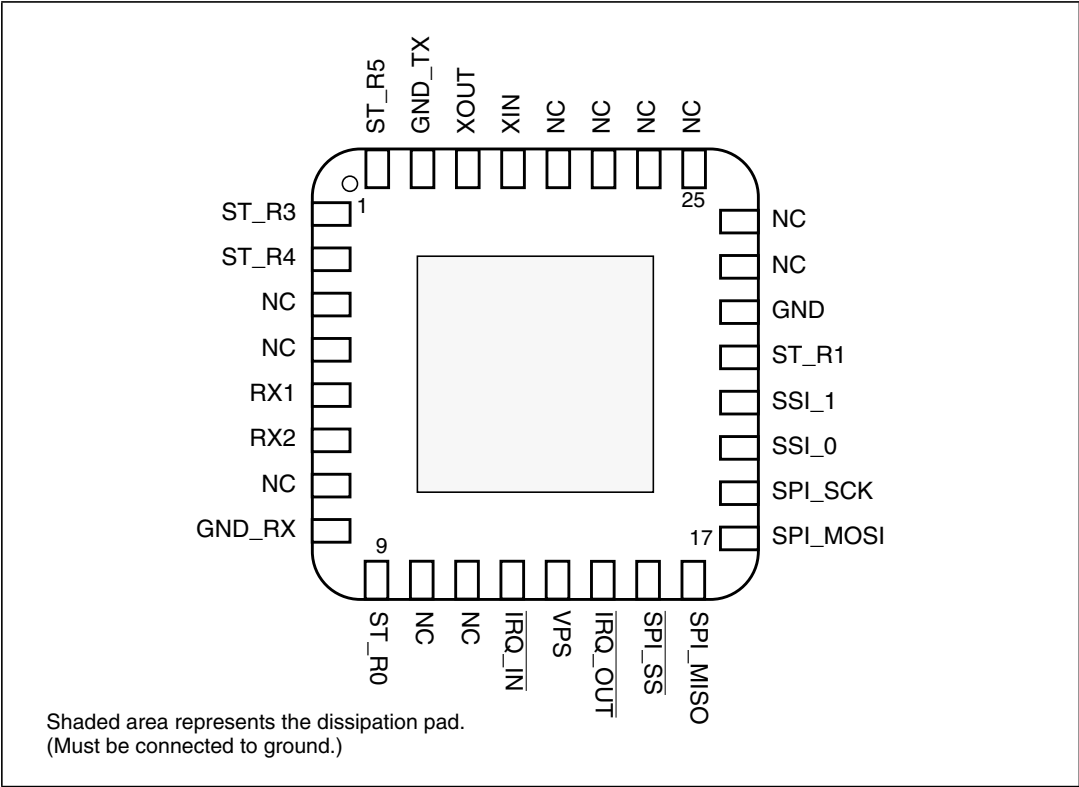 ST_R5
GND_TX
XOUT
XIN
NC
NC
NC
NC
1
25
ST_R3
ST_R4
NC
NC
RX1
RX2
NC
GND_RX
NC
NC
GND
ST_R1
SSI_1
SSI_0
SPI_SCK
SPI_MOSI
9
17
ST_R0
NC
NC
IRQ_IN
VPS
IRQ_OUT
SPI_SS
SPI_MISO
Shaded area represents the dissipation pad.
(Must be connected to ground.)